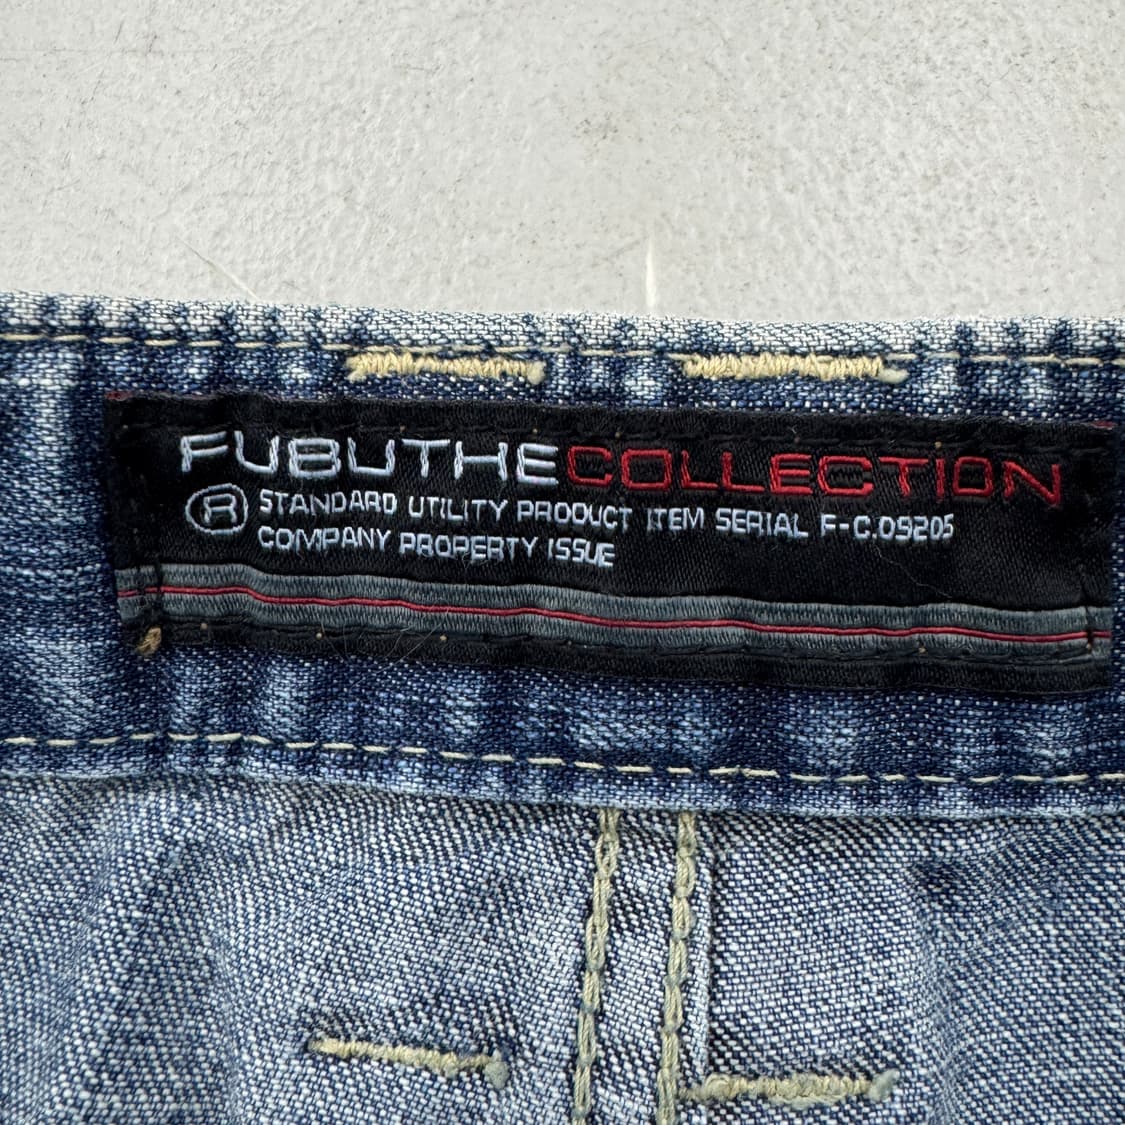 FUBUTHECOLLECTION
® STANDARD UTILITY PRODUCT ITEM SERIAL F-C.09205
COMPANY PROPERTY ISSUE